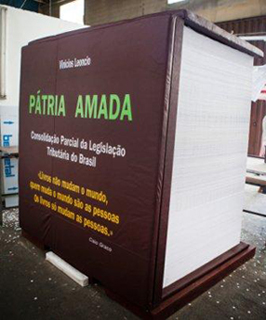 Vinicios Leoncio
PÁTRIA AMADA
Consolidação Parcial da Legislação
Tributária do Brasil
"Livros não mudam o mundo,
quem muda o mundo são as pessoas
Os livros só mudam as pessoas."
Caio Graco